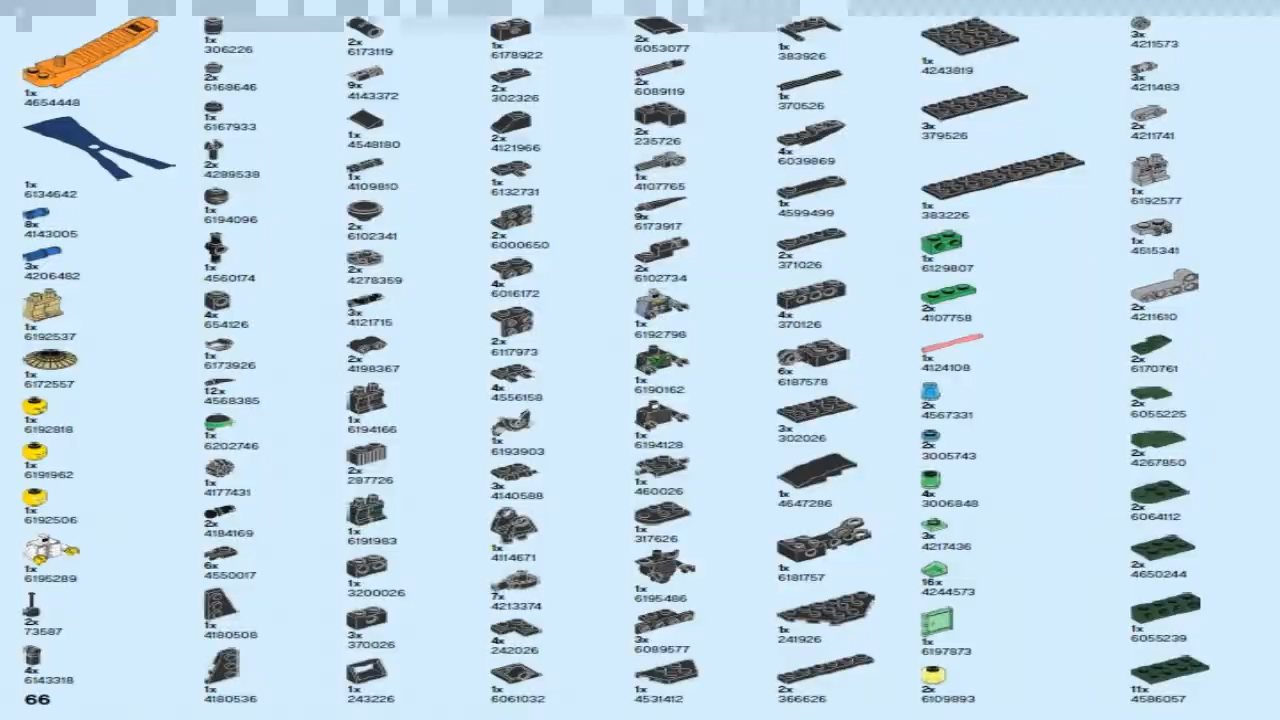 1x
4654448
1x
6134642
8x
4143005
3x
4206482
1x
6192537
1x
6172557
1x
6192818
1x
6191962
1x
6192506
1x
6195289
2x
73587
4x
6143318
66
1x
306226
2x
6168646
1x
6167933
2x
4289538
1x
6194096
1x
4560174
4x
654126
1x
6173926
12x
4568385
1x
6202746
1x
4177431
2x
4184169
6x
4550017
1x
4180508
1x
4180536
2x
6173119
9x
4143372
1x
4548180
1x
4109810
2x
6102341
2x
4278359
3x
4121715
2x
4198367
1x
6194166
2x
287726
1x
6191983
1x
3200026
3x
370026
1x
243226
1x
6178922
2x
302326
2x
4121966
1x
6132731
2x
6000650
4x
6016172
2x
6117973
4x
4556158
1x
6193903
3x
4140588
1x
4114671
7x
4213374
4x
242026
1x
6061032
2x
6053077
2x
6089119
2x
235726
1x
4107765
9x
6173917
2x
6102734
1x
6192796
1x
6190162
1x
6194128
1x
460026
1x
317626
1x
6195486
3x
6089577
1x
4531412
1x
383926
1x
370526
4x
6039869
1x
4599499
2x
371026
4x
370126
6x
6187578
3x
302026
1x
4647286
1x
6181757
1x
241926
2x
366626
1x
4243819
3x
379526
1x
383226
1x
6129807
2x
4107758
1x
4124108
2x
4567331
2x
3005743
4x
3006848
3x
4217436
16x
4244573
1x
6197873
2x
6109893
3x
4211573
3x
4211483
2x
4211741
1x
6192577
1x
4515341
2x
4211610
2x
6170761
2x
6055225
2x
4267850
2x
6064112
2x
4650244
1x
6055239
11x
4586057